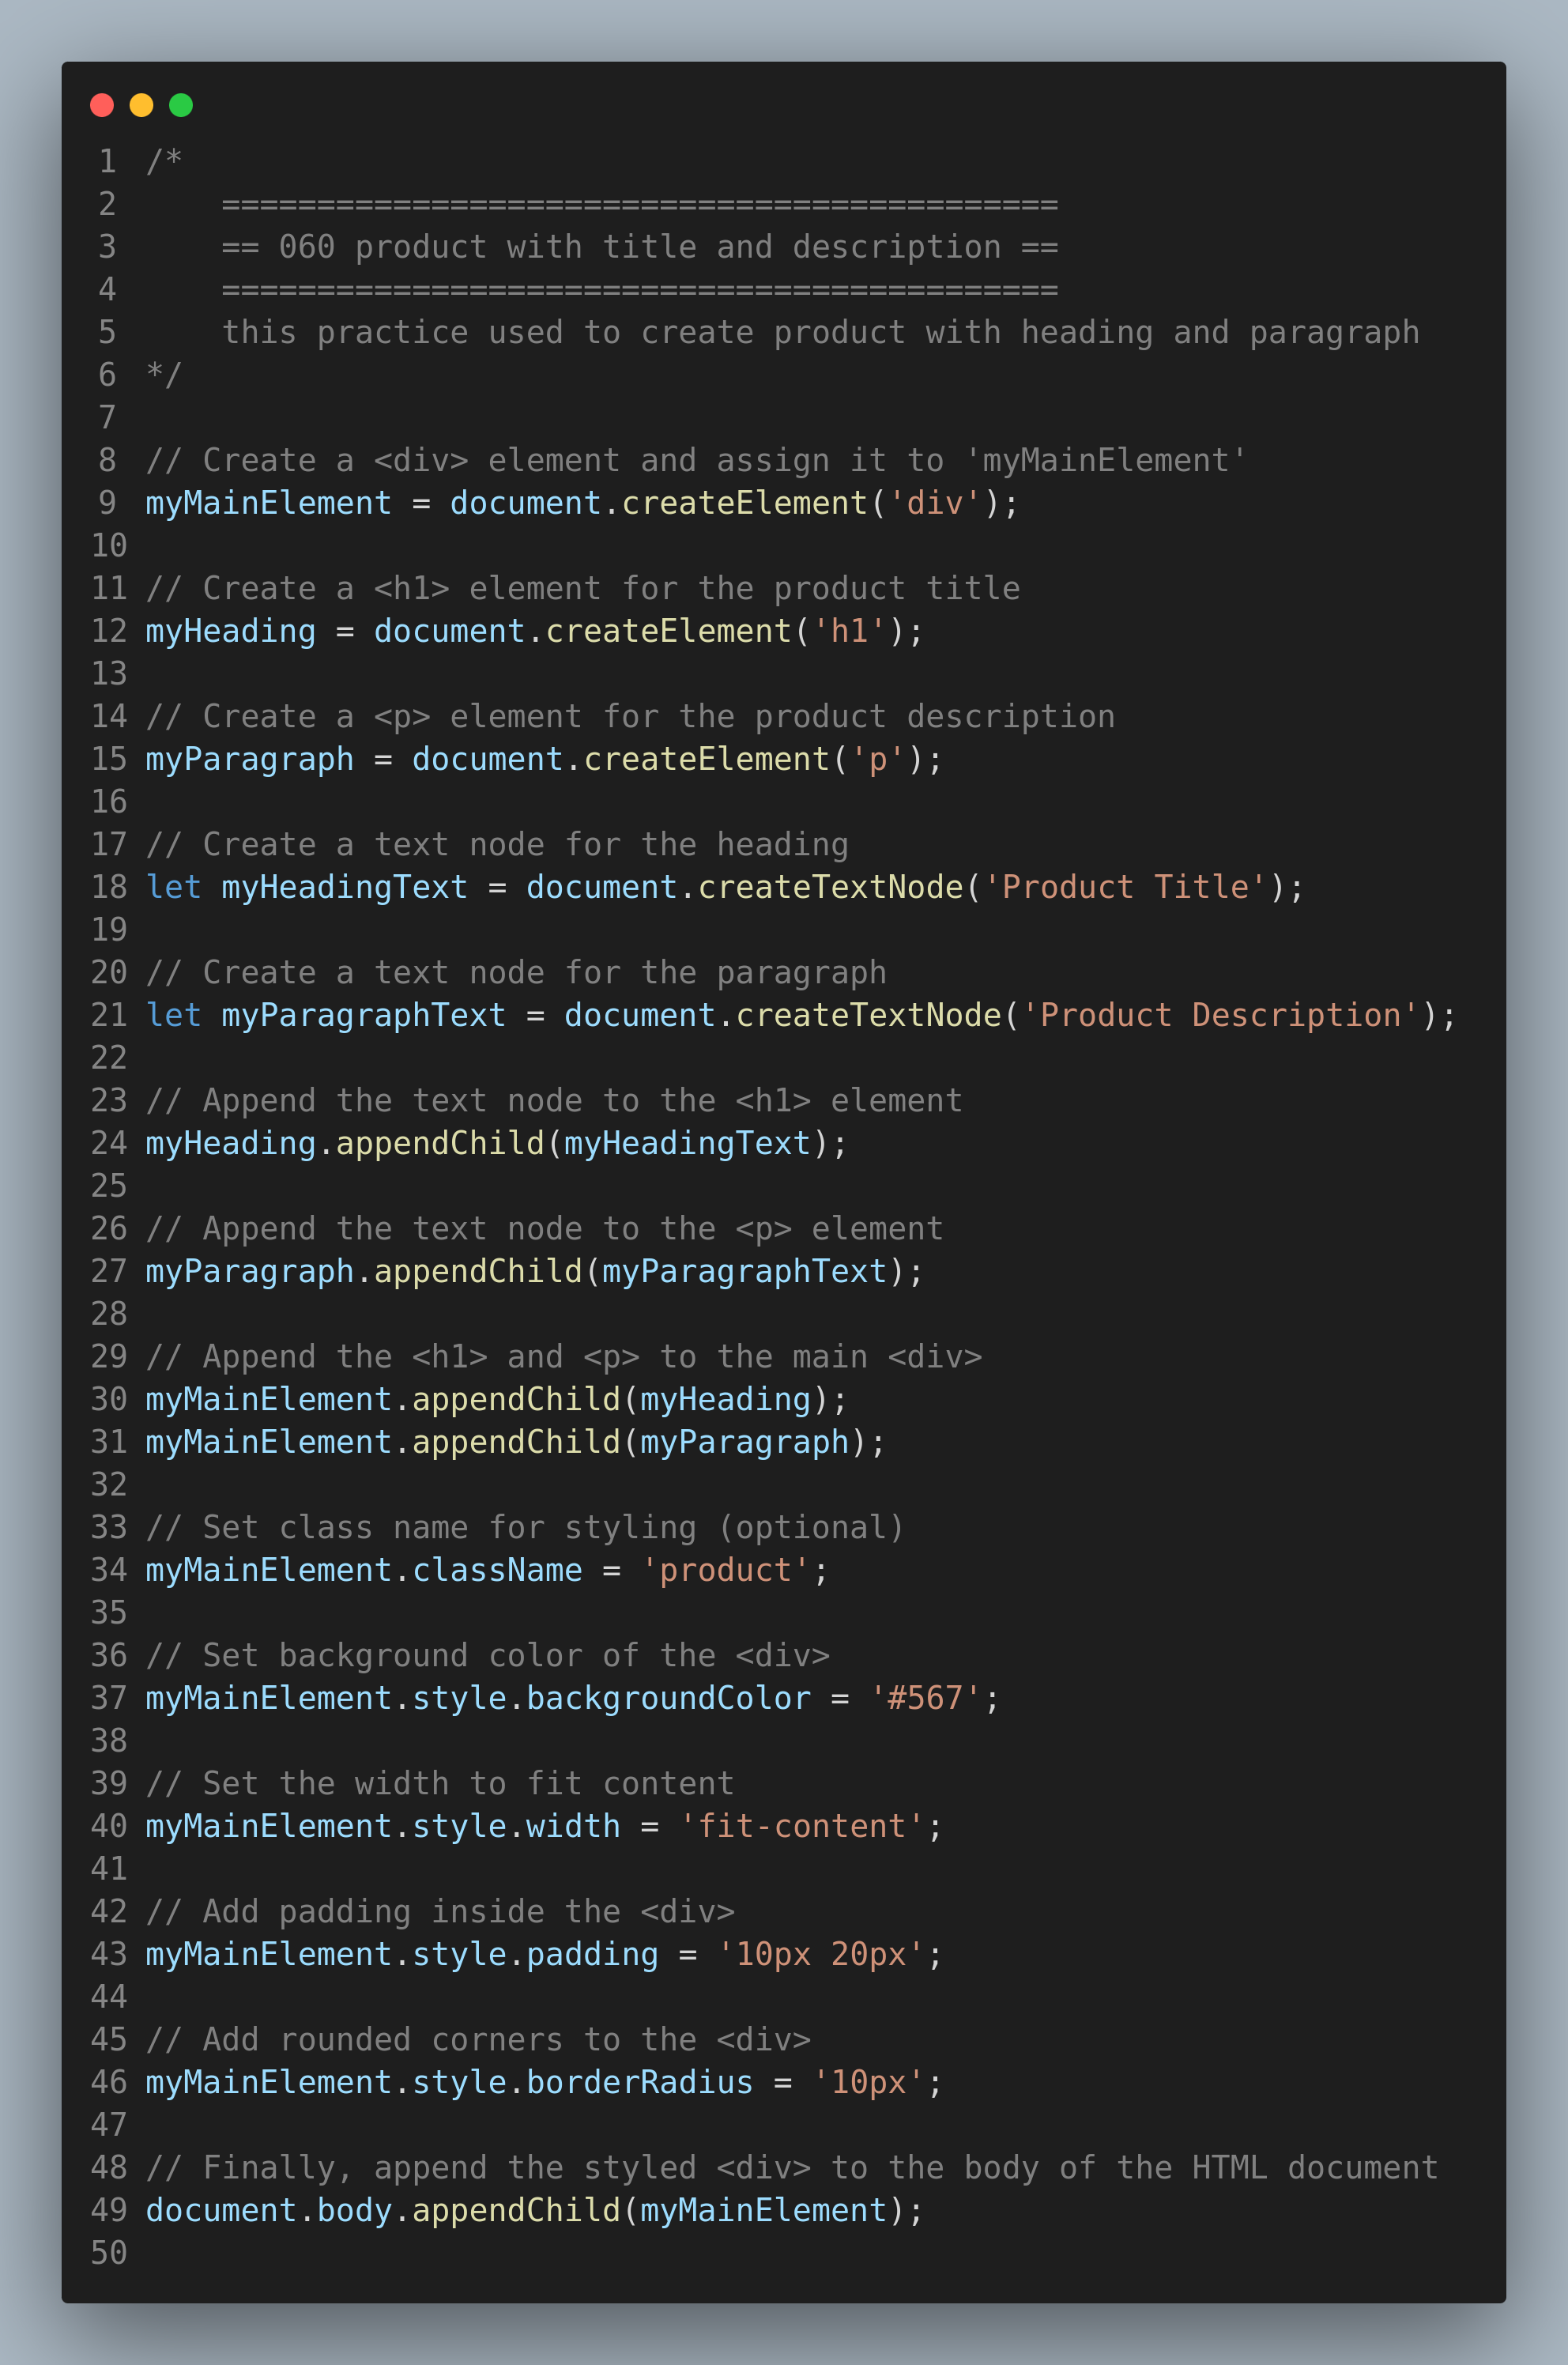 1 /*
2     ============================================
3     == 060 product with title and description ==
4     ============================================
5     this practice used to create product with heading and paragraph
6 */
7
8 // Create a <div> element and assign it to 'myMainElement'
9 myMainElement = document.createElement('div');
10
11 // Create a <h1> element for the product title
12 myHeading = document.createElement('h1');
13
14 // Create a <p> element for the product description
15 myParagraph = document.createElement('p');
16
17 // Create a text node for the heading
18 let myHeadingText = document.createTextNode('Product Title');
19
20 // Create a text node for the paragraph
21 let myParagraphText = document.createTextNode('Product Description');
22
23 // Append the text node to the <h1> element
24 myHeading.appendChild(myHeadingText);
25
26 // Append the text node to the <p> element
27 myParagraph.appendChild(myParagraphText);
28
29 // Append the <h1> and <p> to the main <div>
30 myMainElement.appendChild(myHeading);
31 myMainElement.appendChild(myParagraph);
32
33 // Set class name for styling (optional)
34 myMainElement.className = 'product';
35
36 // Set background color of the <div>
37 myMainElement.style.backgroundColor = '#567';
38
39 // Set the width to fit content
40 myMainElement.style.width = 'fit-content';
41
42 // Add padding inside the <div>
43 myMainElement.style.padding = '10px 20px';
44
45 // Add rounded corners to the <div>
46 myMainElement.style.borderRadius = '10px';
47
48 // Finally, append the styled <div> to the body of the HTML document
49 document.body.appendChild(myMainElement);
50